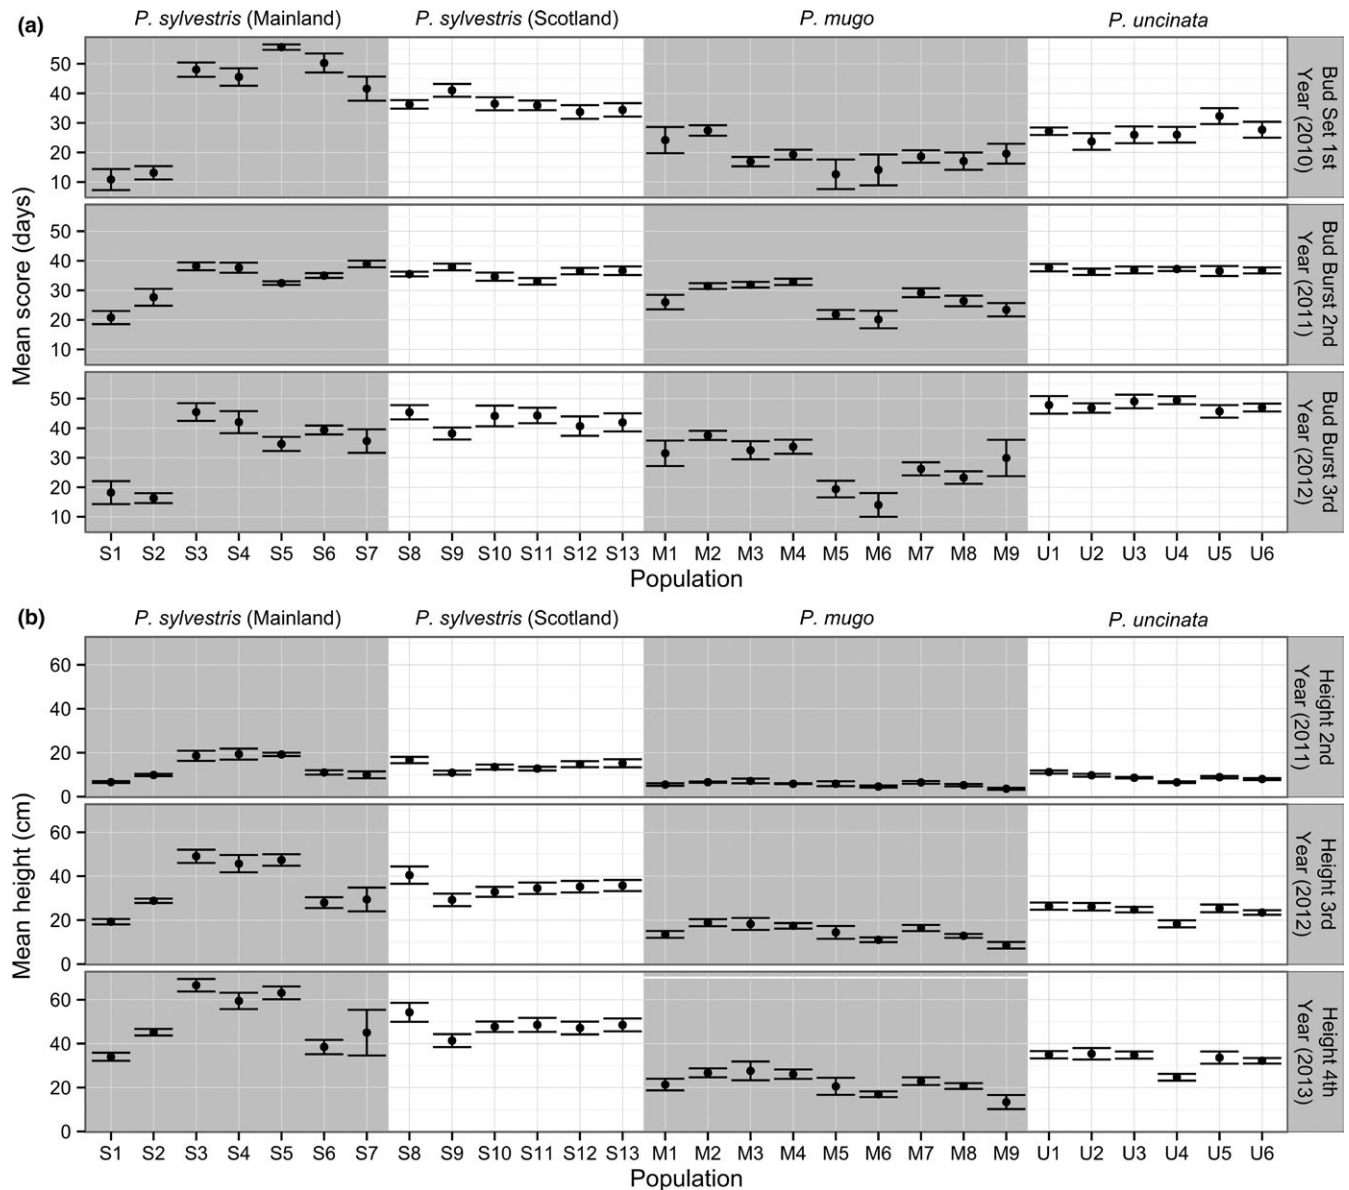 (a)
P. sylvestris (Mainland) P. sylvestris (Scotland) P. mugo P. uncinata
Mean score (days)
50
40
30
20
10
Bud Set 1st
Year (2010)
50
40
30
20
10
Bud Burst 2nd
Year (2011)
50
40
30
20
10
Bud Burst 3rd
Year (2012)
S1 S2 S3 S4 S5 S6 S7 S8 S9 S10 S11 S12 S13 M1 M2 M3 M4 M5 M6 M7 M8 M9 U1 U2 U3 U4 U5 U6
Population
(b)
P. sylvestris (Mainland) P. sylvestris (Scotland) P. mugo P. uncinata
Mean height (cm)
60
40
20
0
Height 2nd
Year (2011)
60
40
20
0
Height 3rd
Year (2012)
60
40
20
0
Height 4th
Year (2013)
S1 S2 S3 S4 S5 S6 S7 S8 S9 S10 S11 S12 S13 M1 M2 M3 M4 M5 M6 M7 M8 M9 U1 U2 U3 U4 U5 U6
Population